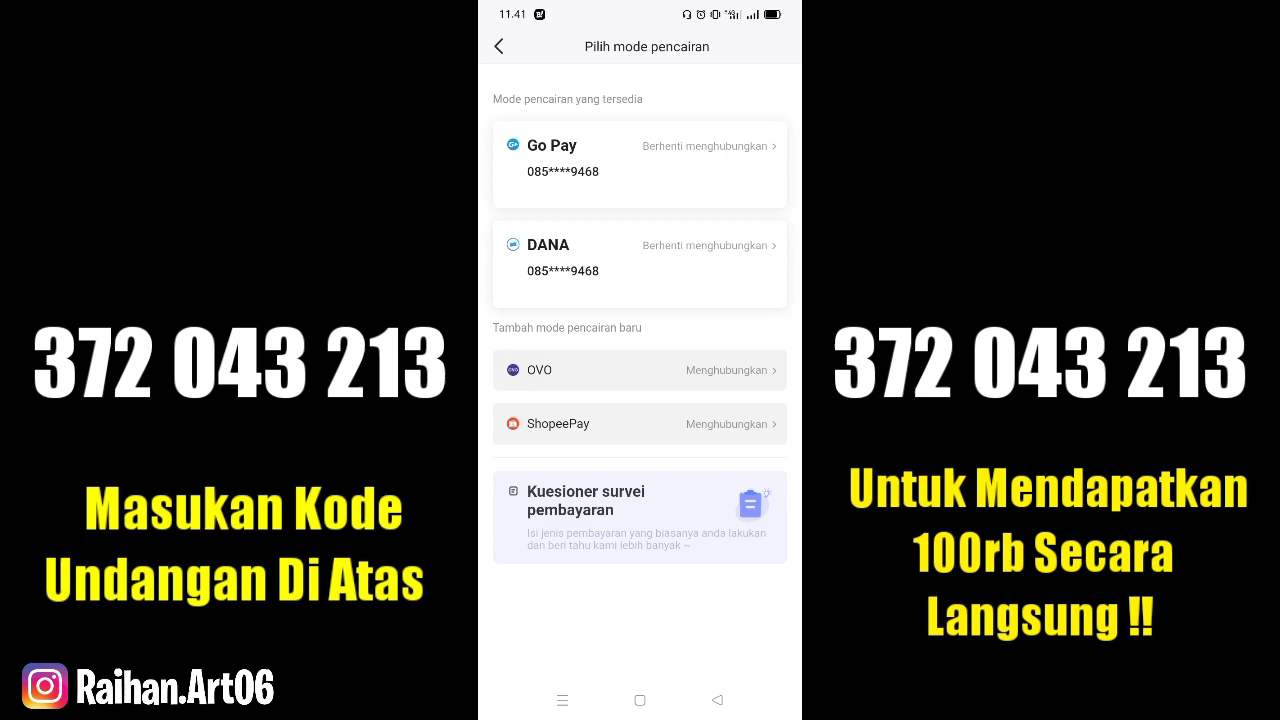 11.41
Pilih mode pencairan
Mode pencairan yang tersedia
Go Pay
Berhenti menghubungkan >
085****9468
DANA
Berhenti menghubungkan >
085****9468
Tambah mode pencairan baru
OVO
Menghubungkan >
ShopeePay
Menghubungkan >
Kuesioner survei
pembayaran
Isi jenis pembayaran yang biasanya anda lakukan
dan beri tahu kami lebih banyak ~
372 043 213
Masukan Kode
Undangan Di Atas
Raihan.Art06
372 043 213
Untuk Mendapatkan
100rb Secara
Langsung !!